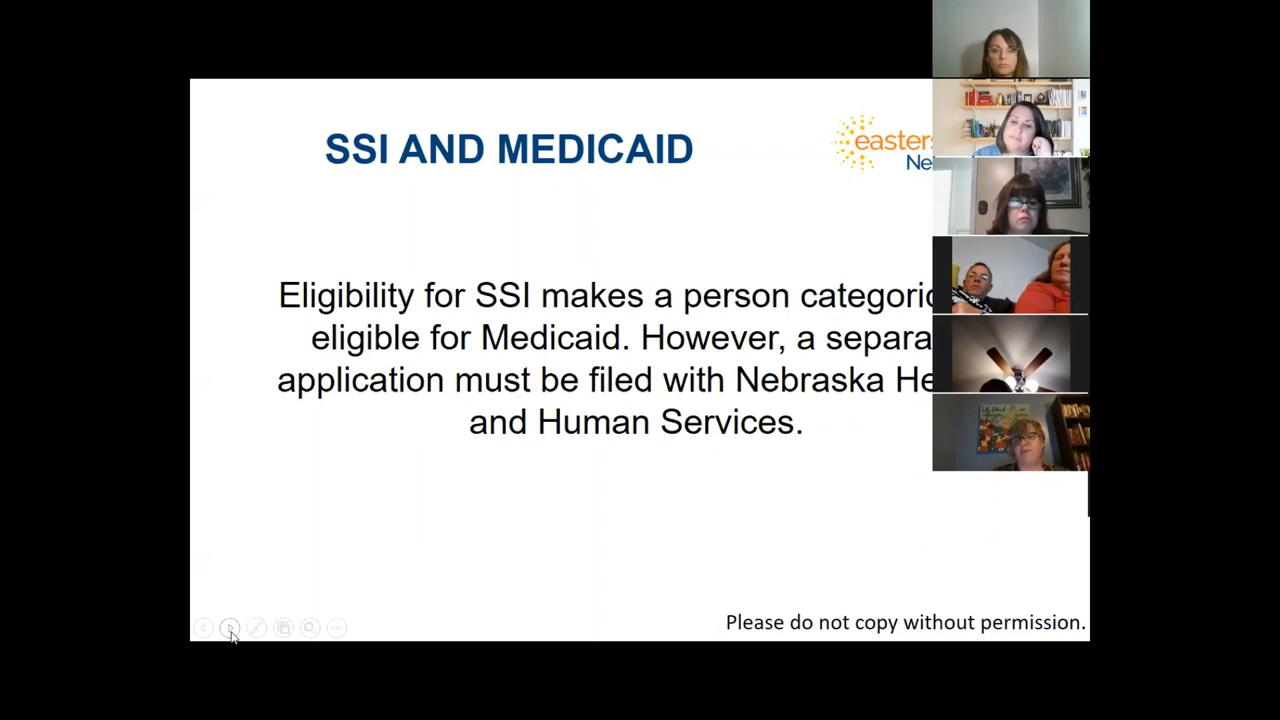 SSI AND MEDICAID
easters
Ne
Eligibility for SSI makes a person categoric
eligible for Medicaid. However, a separa
application must be filed with Nebraska He
and Human Services.
Please do not copy without permission.